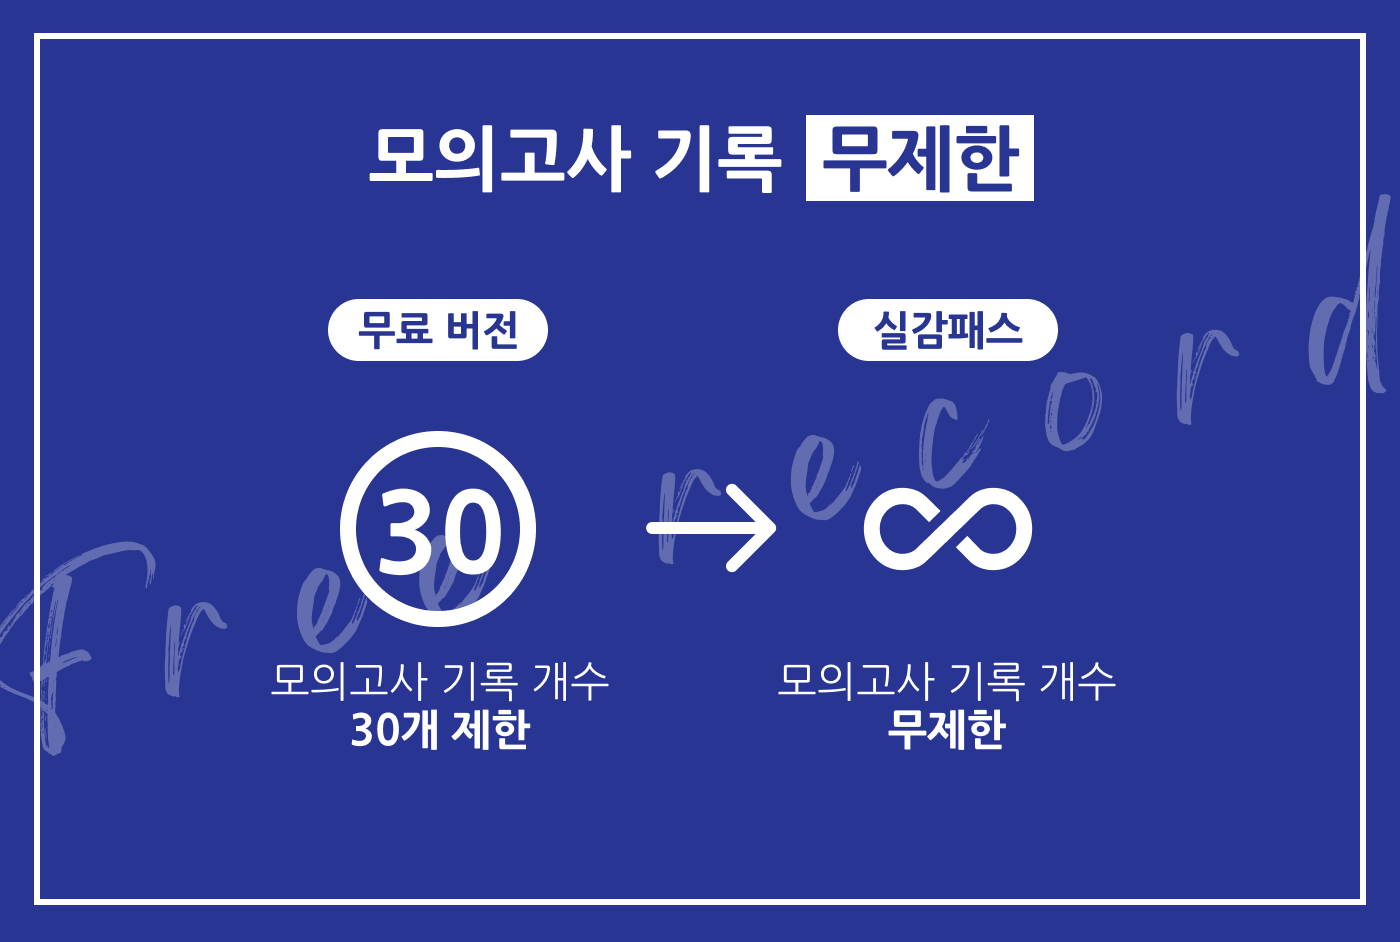 모의고사 기록 무제한
무료 버전
실감패스
Free record
30
모의고사 기록 개수
30개 제한
모의고사 기록 개수
무제한